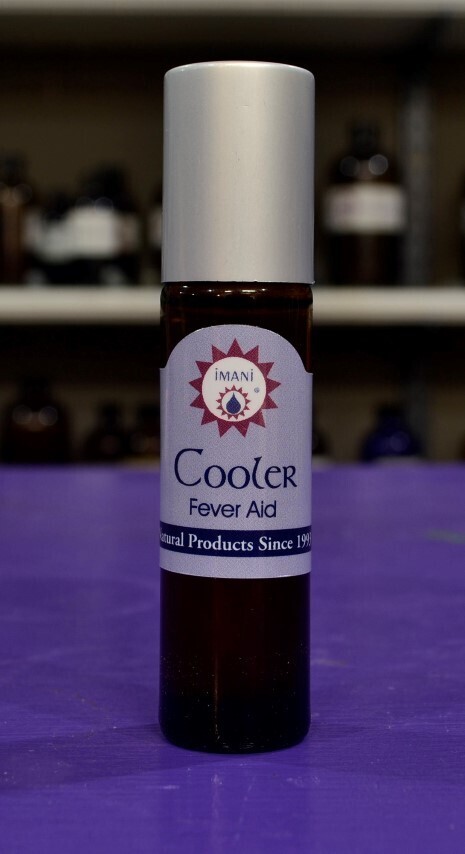 iMANi
Cooler
Fever Aid
Products Since